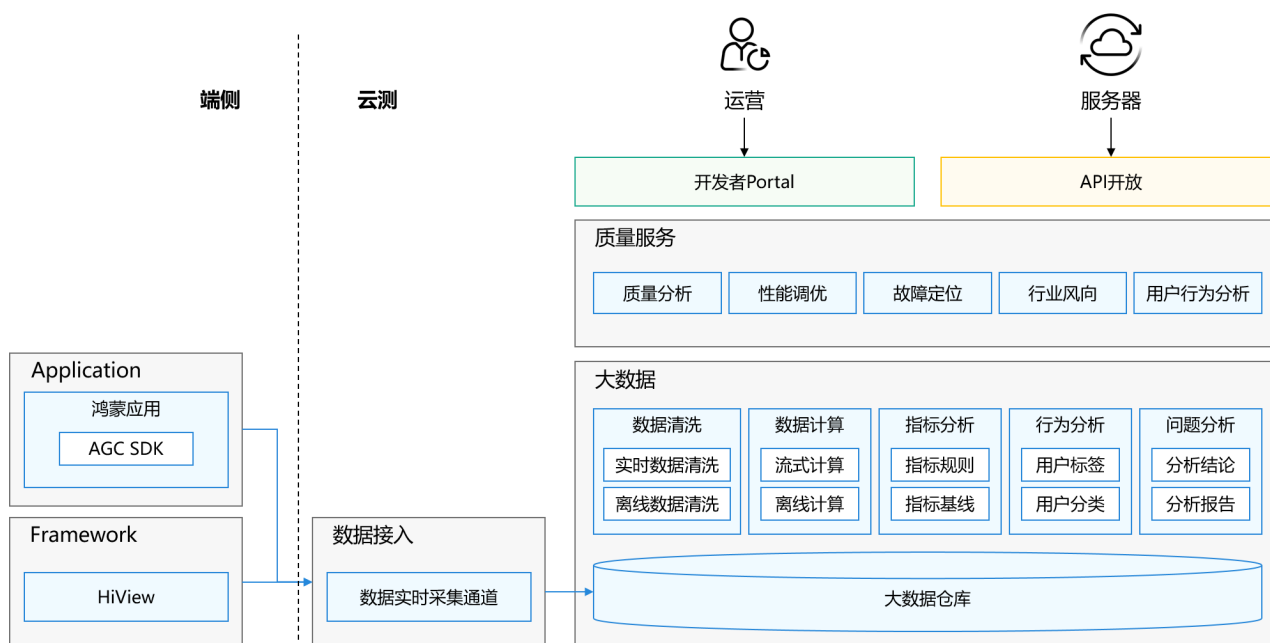 端侧
云测
运营
服务器
开发者Portal
API开放
质量服务
质量分析
性能调优
故障定位
行业风向
用户行为分析
Application
鸿蒙应用
AGC SDK
Framework
HiView
数据接入
数据实时采集通道
大数据
数据清洗
实时数据清洗
离线数据清洗
数据计算
流式计算
离线计算
指标分析
指标规则
指标基线
行为分析
用户标签
用户分类
问题分析
分析结论
分析报告
大数据仓库